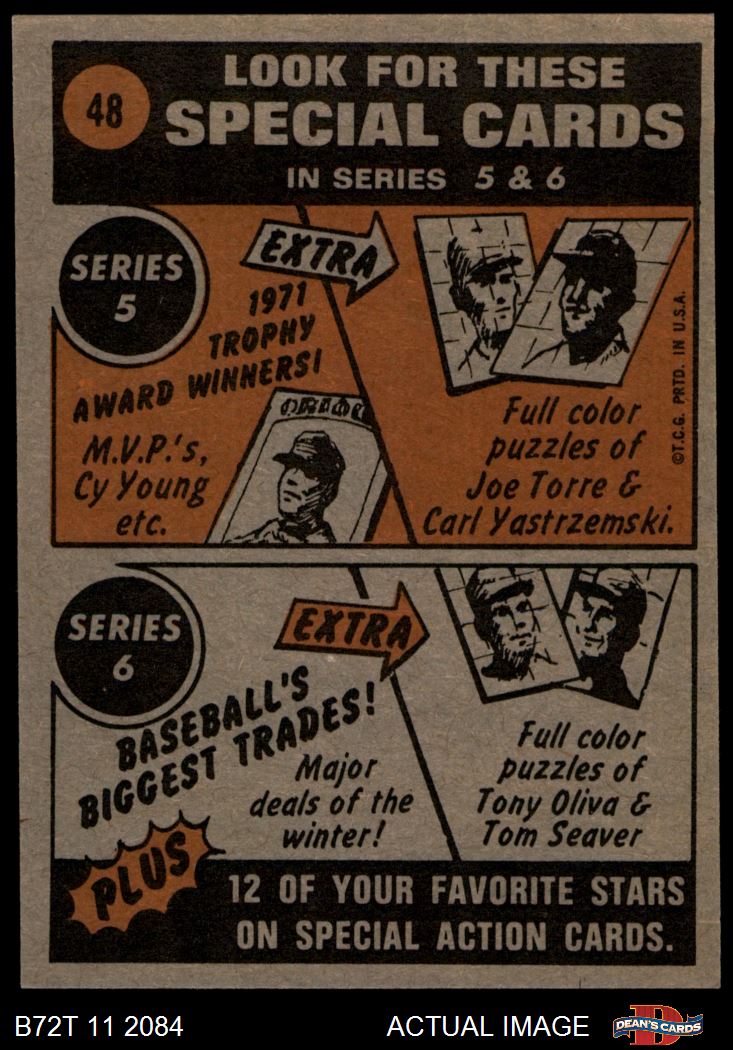 48
LOOK FOR THESE
SPECIAL CARDS
IN SERIES 5 & 6
SERIES
5
EXTRA
1971
TROPHY
AWARD WINNERS!
M.V.P.'s,
Cy Young
etc.
Full color
puzzles of
Joe Torre &
Carl Yastrzemski.
©T.C.G. PRTD. IN U.S.A.
SERIES
6
EXTRA
BASEBALL'S
BIGGEST TRADES!
Major
deals of the
winter!
Full color
puzzles of
Tony Oliva &
Tom Seaver
PLUS
12 OF YOUR FAVORITE STARS
ON SPECIAL ACTION CARDS.
B72T 11 2084
ACTUAL IMAGE
DEAN'S CARDS